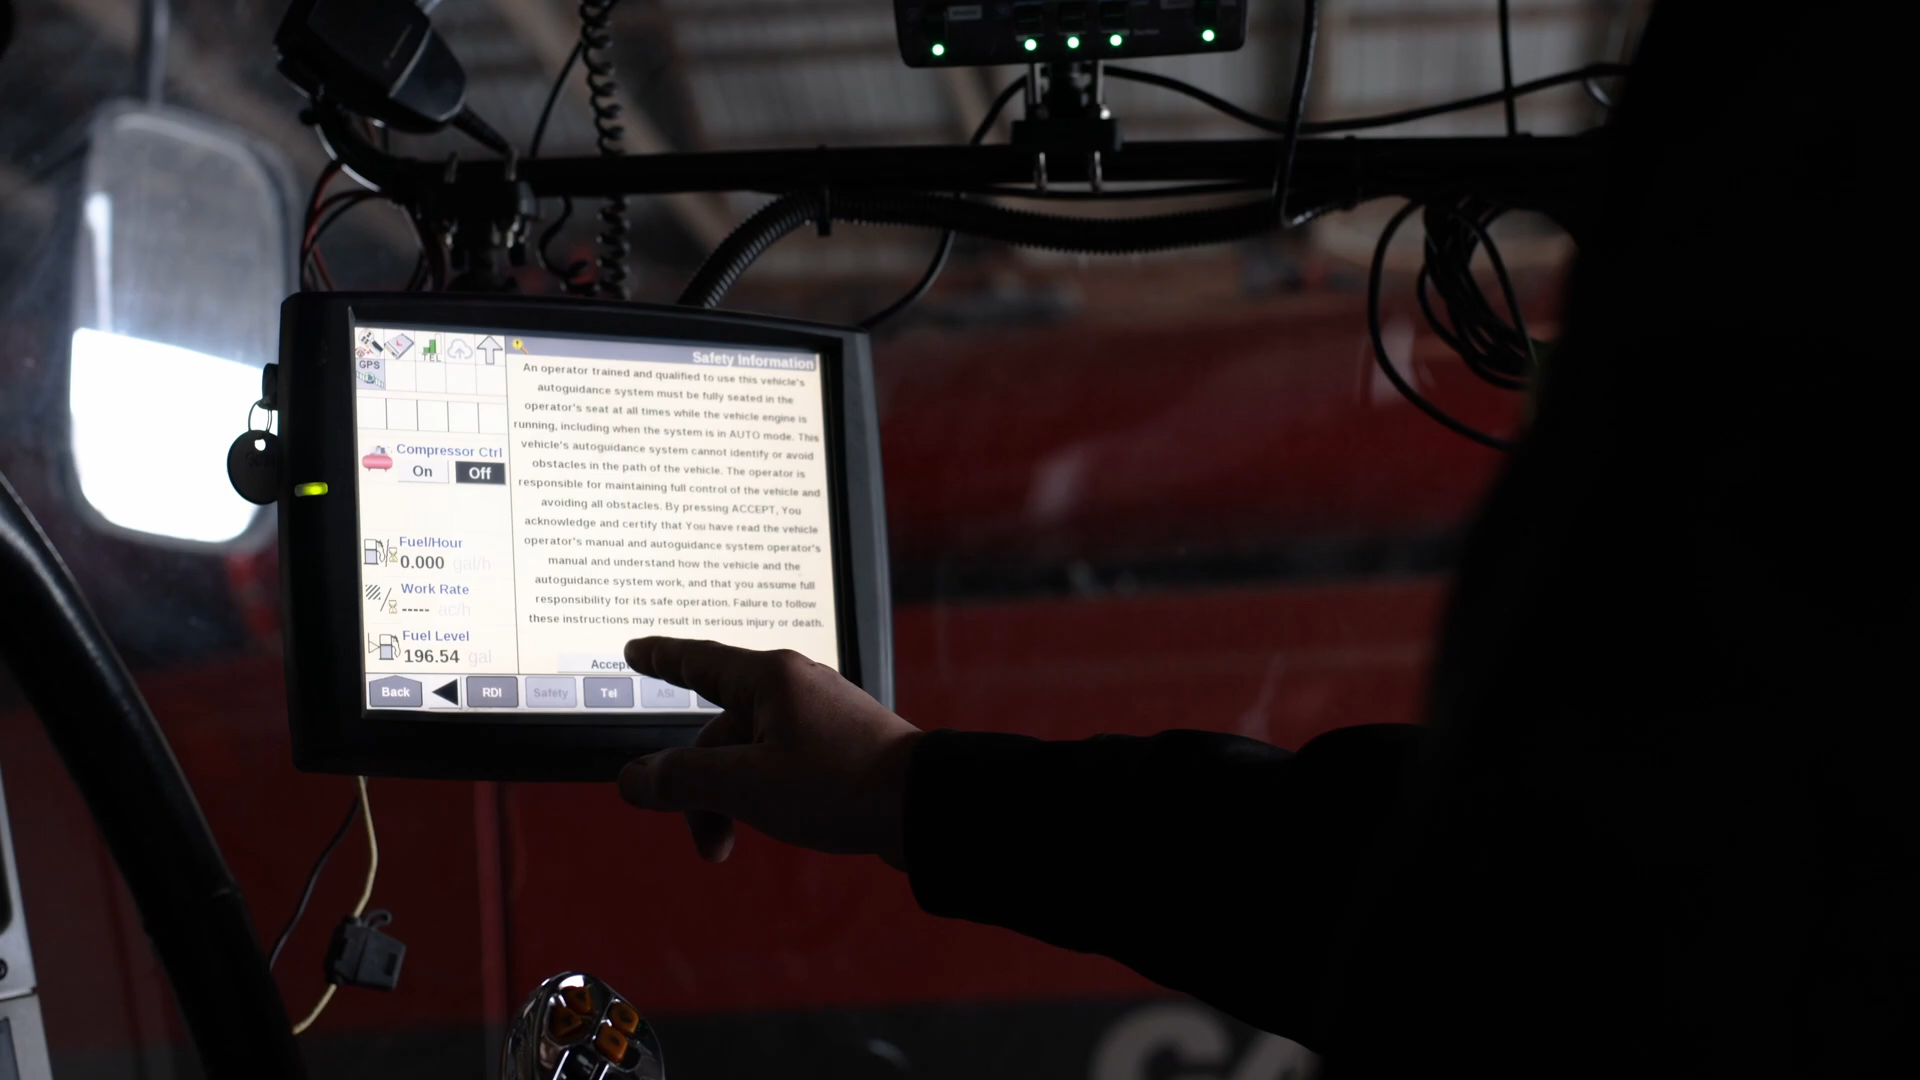 Safety Information
TEL
GPS
An operator trained and qualified to use this vehicle's
autoguidance system must be fully seated in the
operator's seat at all times while the vehicle engine is
running, including when the system is in AUTO mode. This
vehicle's autoguidance system cannot identify or avoid
obstacles in the path of the vehicle. The operator is
responsible for maintaining full control of the vehicle and
avoiding all obstacles. By pressing ACCEPT, You
acknowledge and certify that You have read the vehicle
operator's manual and autoguidance system operator's
manual and understand how the vehicle and the
autoguidance system work, and that you assume full
responsibility for its safe operation. Failure to follow
these instructions may result in serious injury or death.
Accept
Compressor Ctrl
On Off
Fuel/Hour
0.000 gal/h
Work Rate
----- ac/h
Fuel Level
196.54 gal
Back RDI Safety Tel ASI